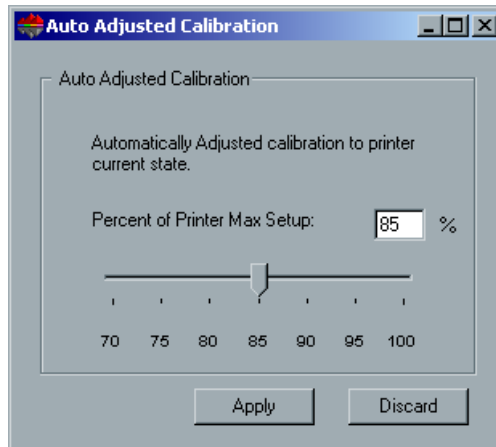 Auto Adjusted Calibration
Auto Adjusted Calibration
Automatically Adjusted calibration to printer
current state.
Percent of Printer Max Setup: 85 %
70 75 80 85 90 95 100
Apply Discard